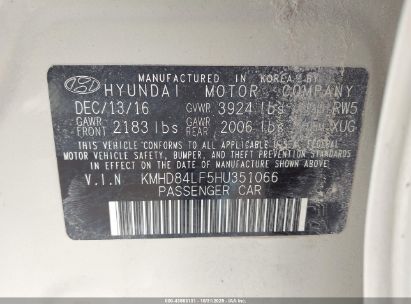 MANUFACTURED IN KOREA BY
HYUNDAI MOTOR COMPANY
DEC/13/16 GVWR 3924 lbs RW5
GAWR FRONT 2183 lbs GAWR REAR 2006 lbs XUG
THIS VEHICLE CONFORMS TO ALL APPLICABLE
FEDERAL MOTOR VEHICLE
SAFETY, BUMPER, AND THEFT PREVENTION STANDARDS
IN EFFECT ON THE DATE OF MANUFACTURE SHOWN ABOVE.
V.I.N KMHD84LF5HU351066
PASSENGER CAR